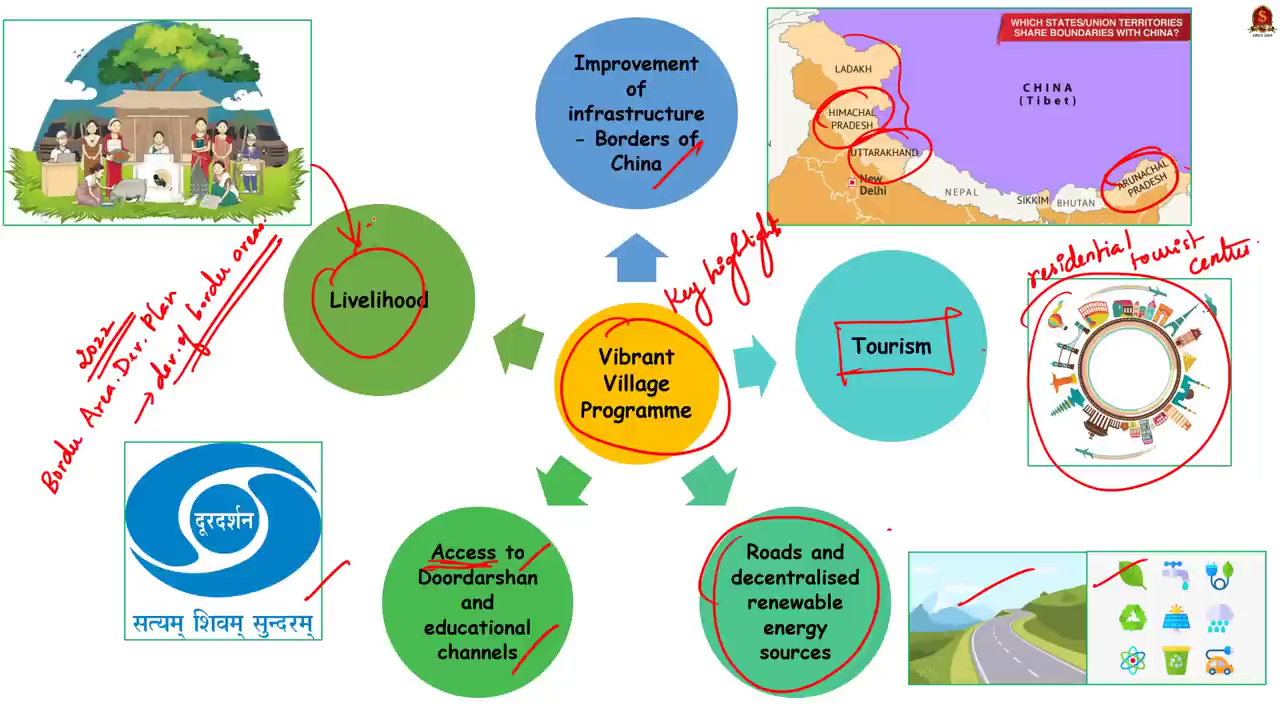 WHICH STATES/UNION TERRITORIES
SHARE BOUNDARIES WITH CHINA?
LADAKH
CHINA
(Tibet)
HIMACHAL
PRADESH
UTTARAKHAND
New
Delhi
NEPAL
SIKKIM
BHUTAN
ARUNACHAL
PRADESH
Improvement
of
infrastructure
- Borders of
China
Livelihood
Key highlights
Vibrant
Village
Programme
Tourism
residential
tourist
centres
2022
Border Area. Dev. Plan
→ dev. of border areas.
दूरदर्शन
सत्यम् शिवम् सुन्दरम्
Access to
Doordarshan
and
educational
channels
Roads and
decentralised
renewable
energy
sources